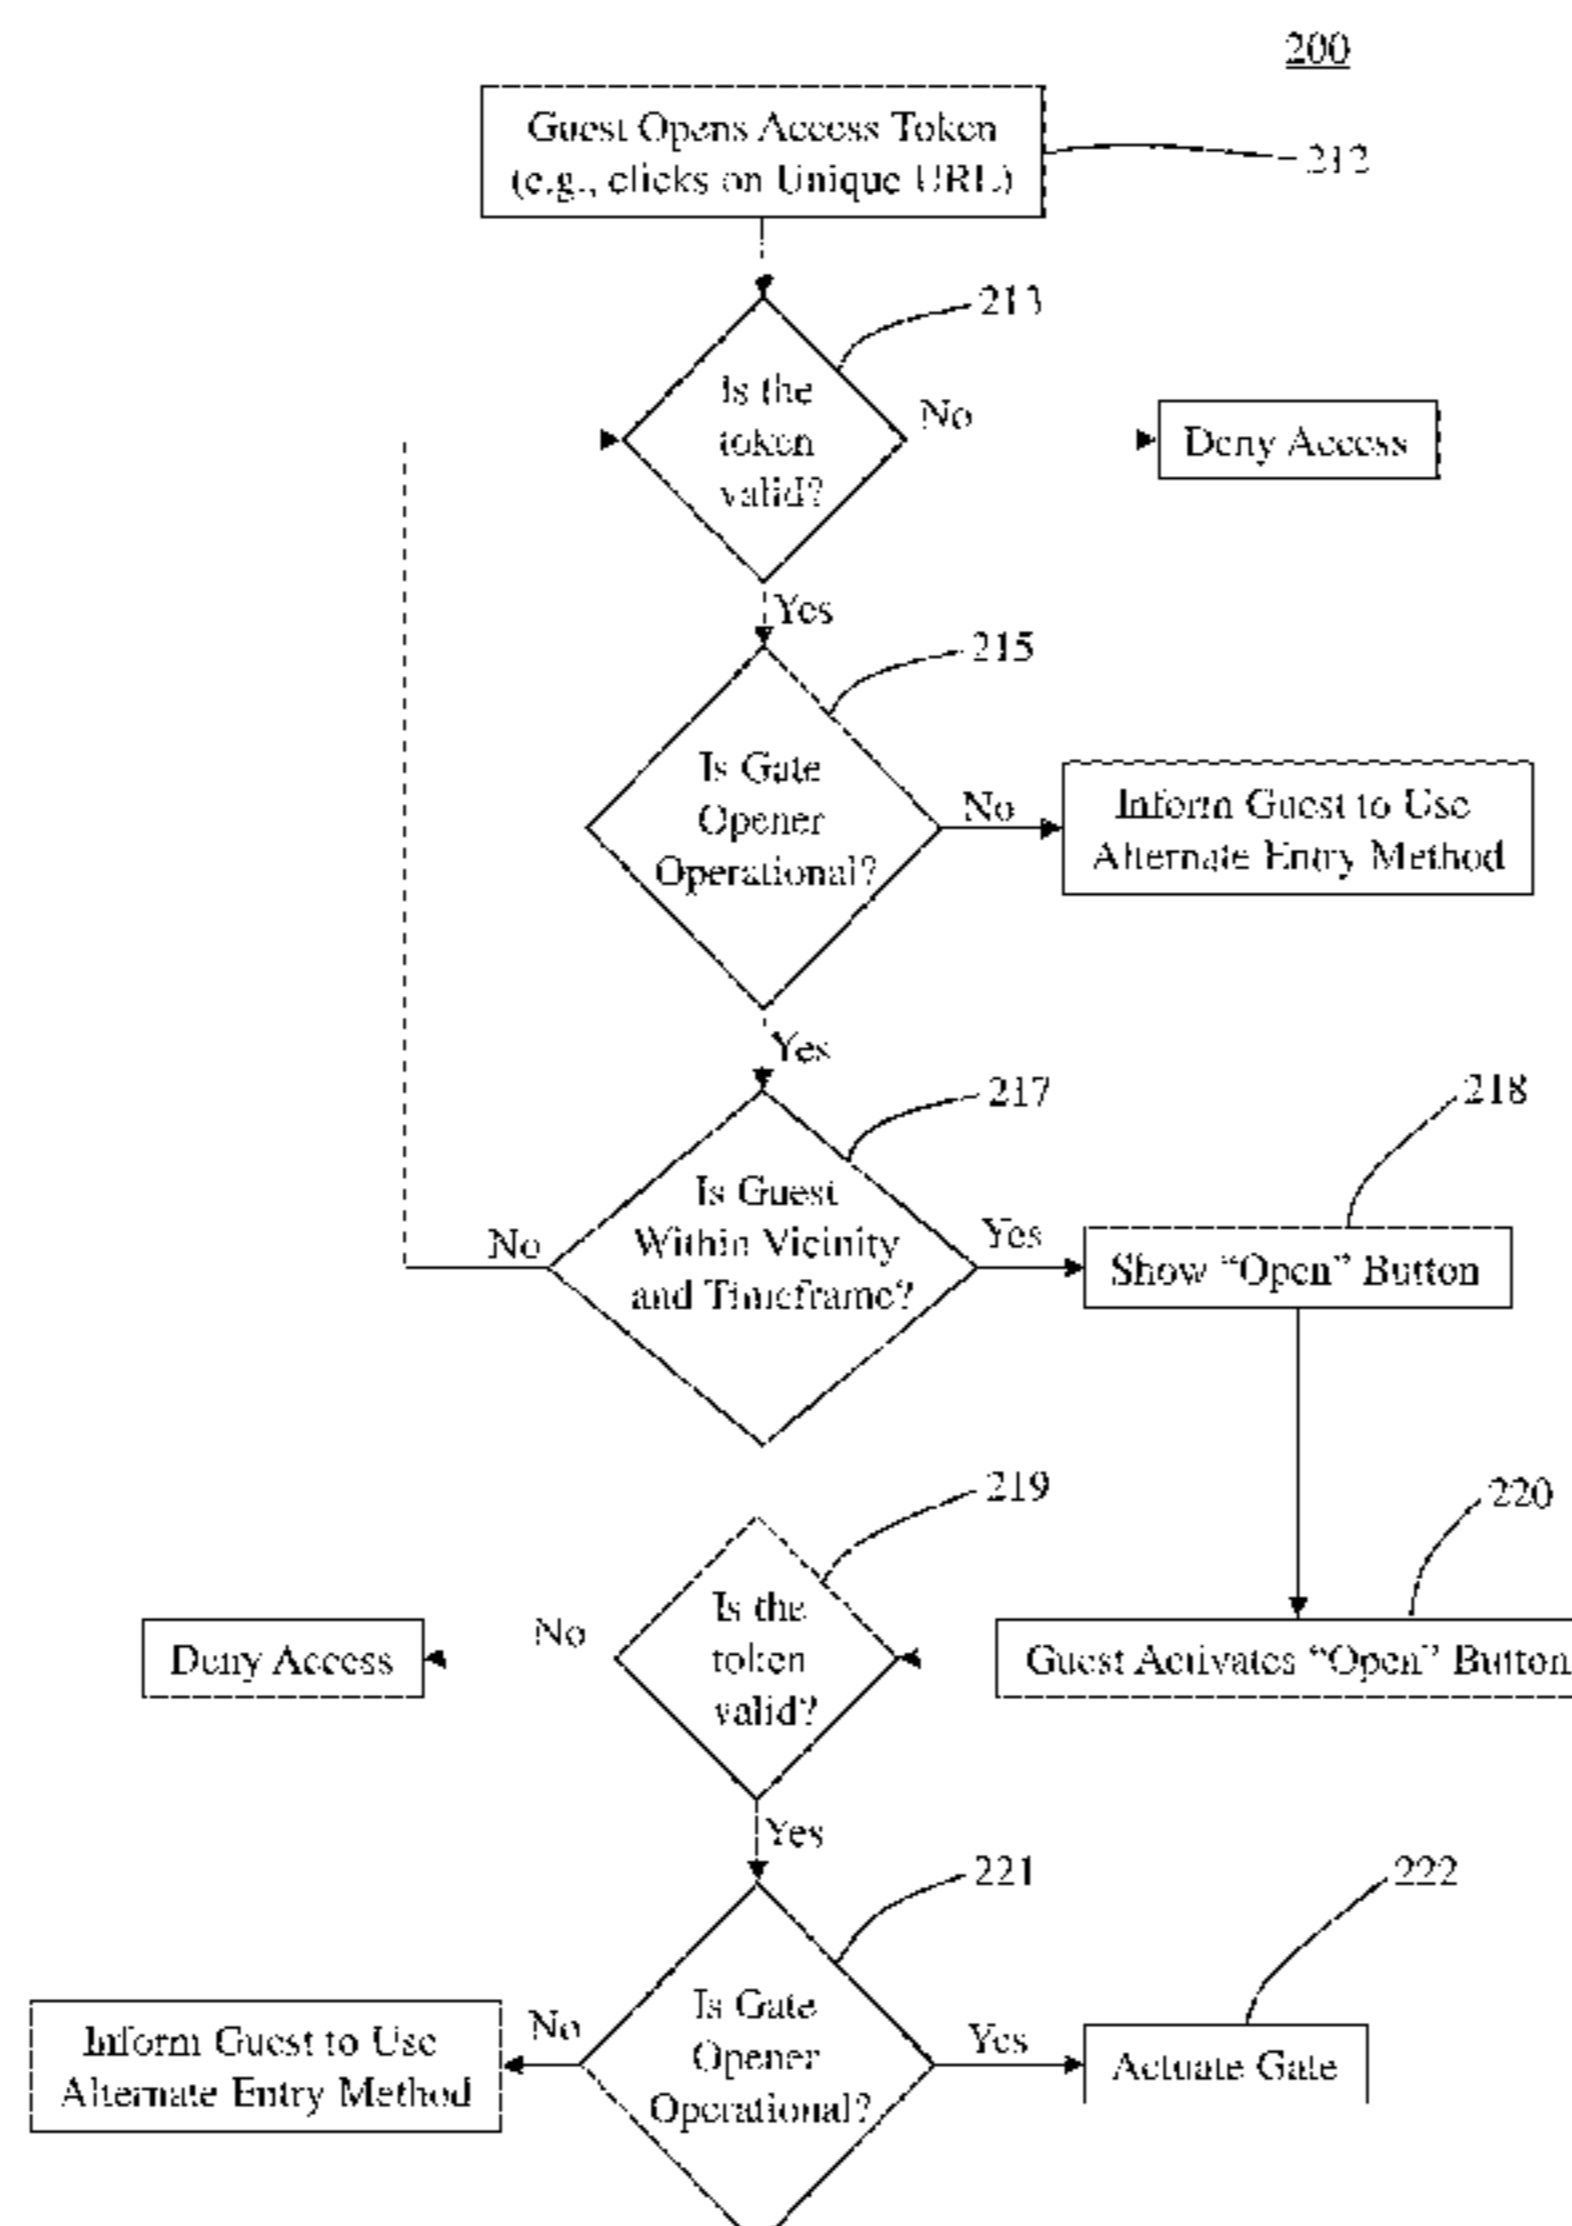 200
Guest Opens Access Token
(e.g., clicks on Unique URL)
212
213
Is the
token
valid?
No
Deny Access
Yes
215
Is Gate
Opener
Operational?
No
Inform Guest to Use
Alternate Entry Method
Yes
217
218
Is Guest
Within Vicinity
and Timeframe?
No
Yes
Show “Open” Button
219
220
Is the
token
valid?
No
Deny Access
Guest Activates “Open” Button
Yes
221
222
Is Gate
Opener
Operational?
No
Inform Guest to Use
Alternate Entry Method
Yes
Actuate Gate